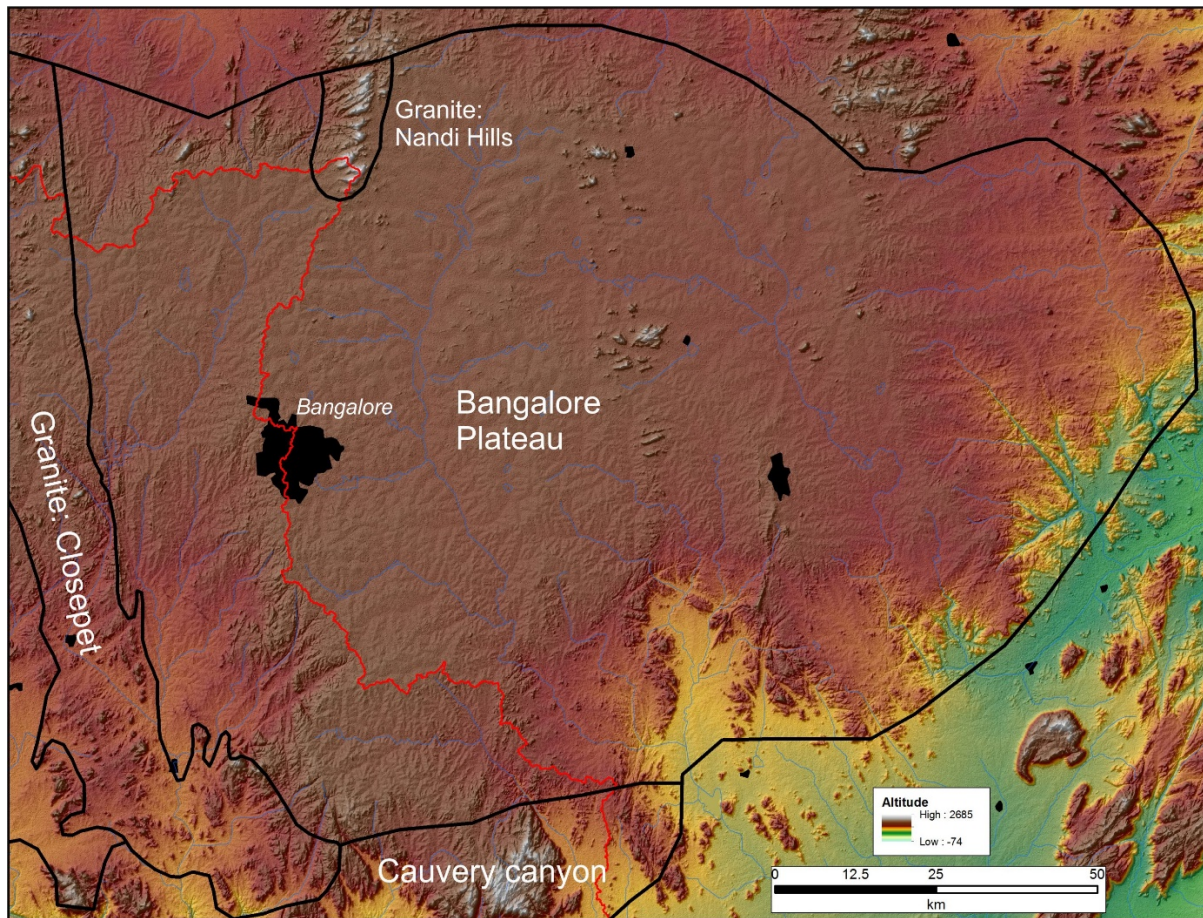 Granite:
Nandi Hills
Bangalore
Bangalore
Plateau
Granite: Closepet
Cauvery canyon
Altitude
High : 2685
Low : -74
0 12.5 25 50
km